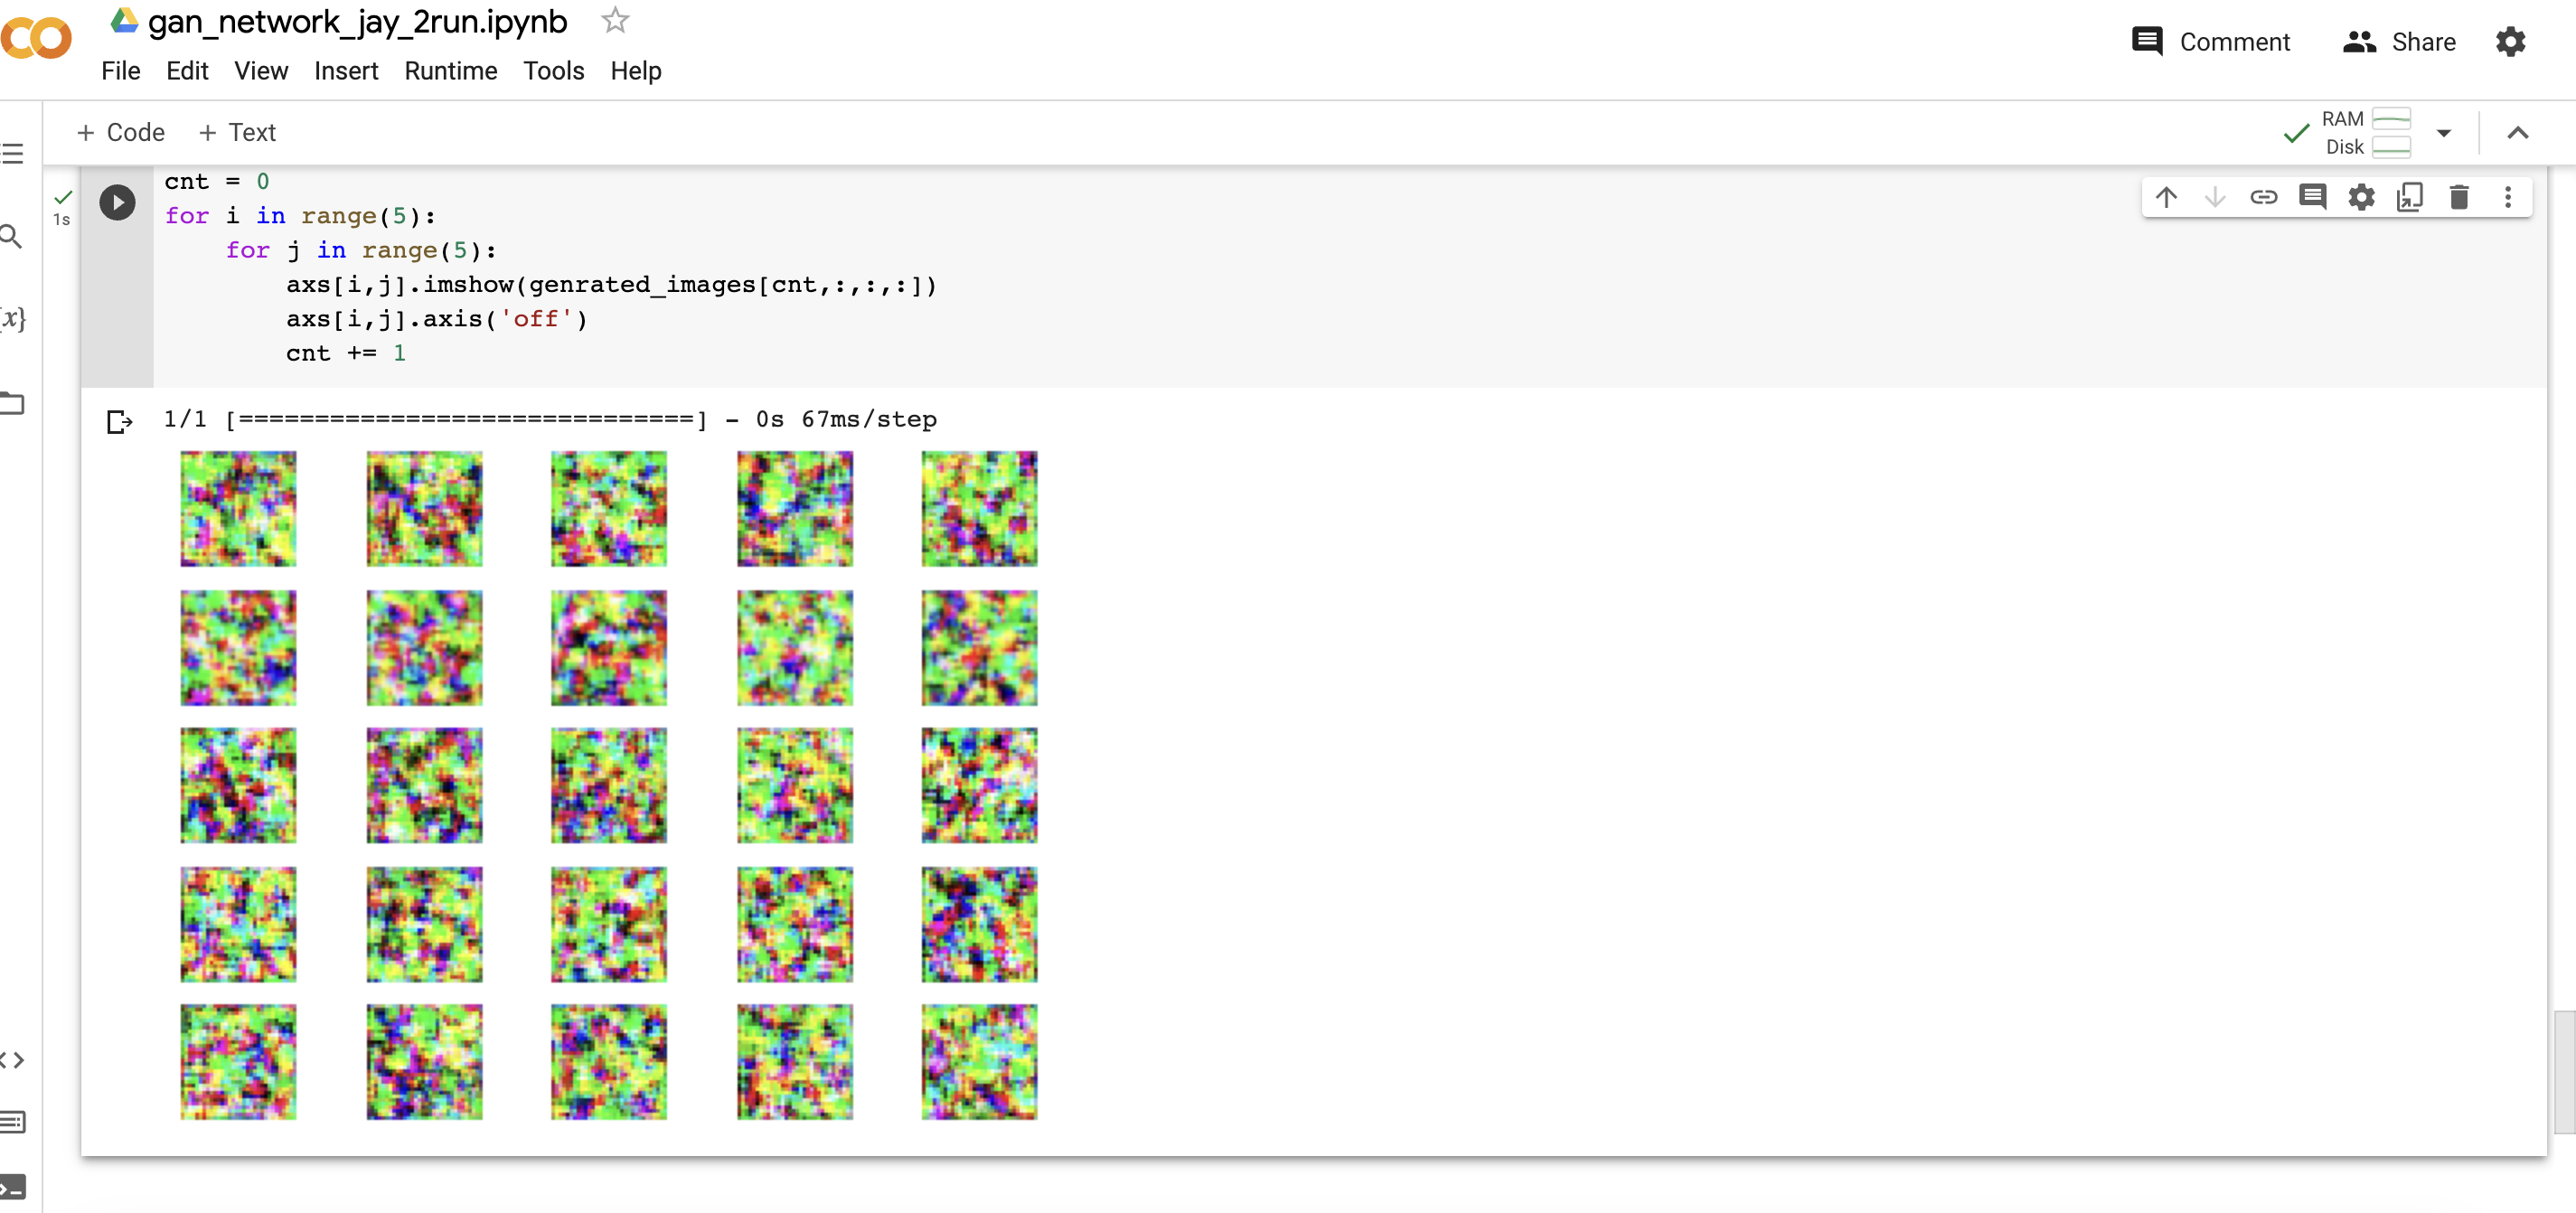 gan_network_jay_2run.ipynb
File Edit View Insert Runtime Tools Help
Comment Share
+ Code + Text
RAM
Disk
1s
cnt = 0
for i in range(5):
for j in range(5):
axs[i,j].imshow(genrated_images[cnt,:,:,:])
axs[i,j].axis('off')
cnt += 1
{x}
1/1 [==============================] - 0s 67ms/step